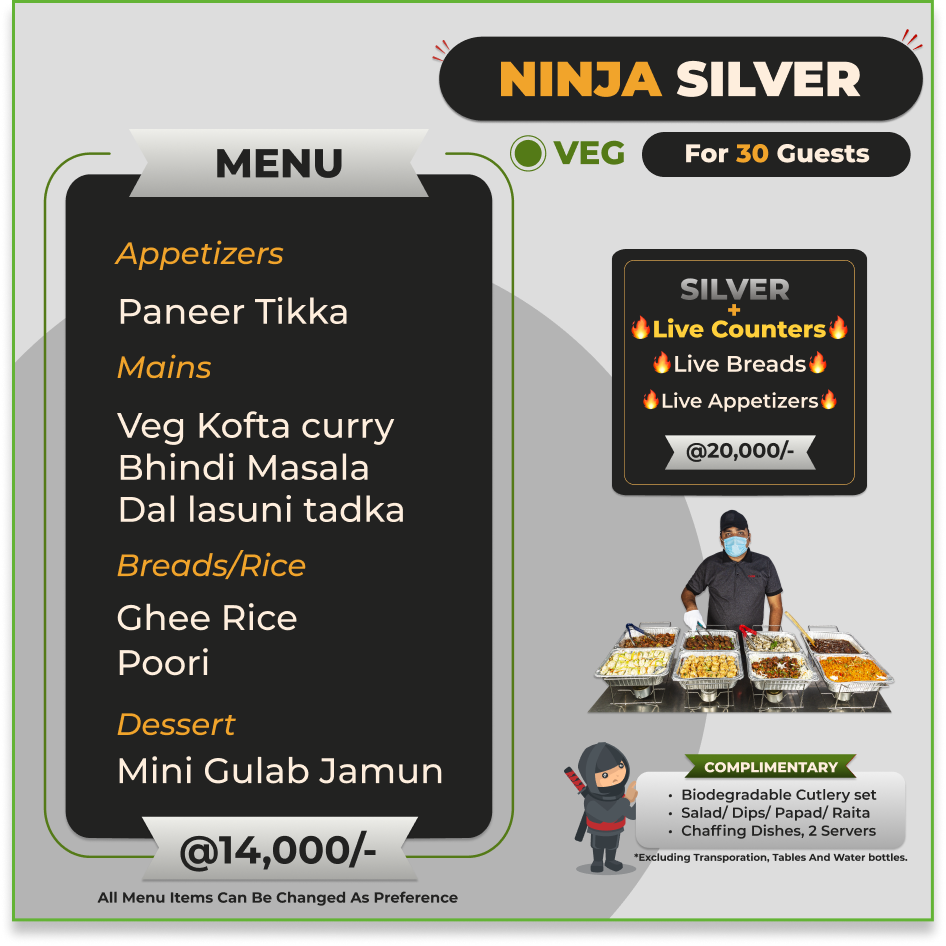 NINJA SILVER
VEG
For 30 Guests
MENU
Appetizers
Paneer Tikka
Mains
Veg Kofta curry
Bhindi Masala
Dal lasuni tadka
Breads/Rice
Ghee Rice
Poori
Dessert
Mini Gulab Jamun
@14,000/-
All Menu Items Can Be Changed As Preference
SILVER
+
🔥Live Counters🔥
🔥Live Breads🔥
🔥Live Appetizers🔥
@20,000/-
COMPLIMENTARY
• Biodegradable Cutlery set
• Salad/ Dips/ Papad/ Raita
• Chaffing Dishes, 2 Servers
*Excluding Transporation, Tables And Water bottles.